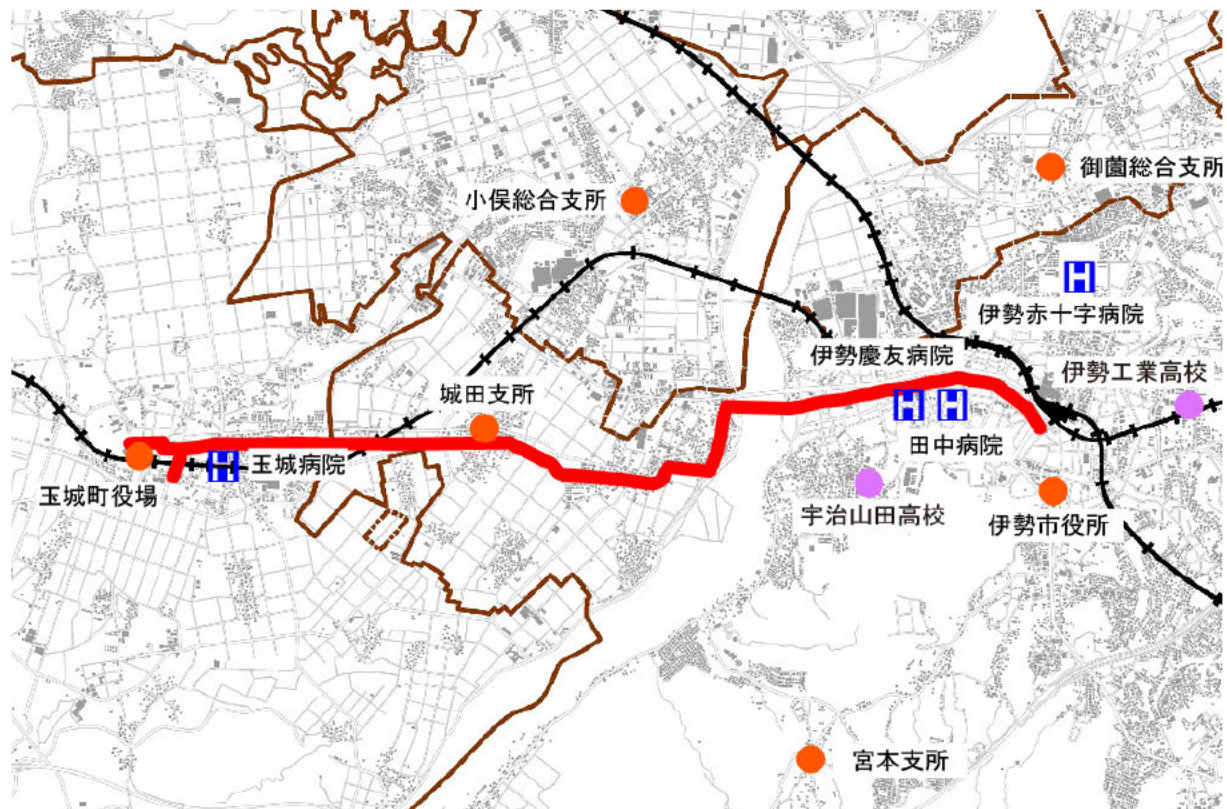 御薗総合支所
小俣総合支所
伊勢赤十字病院
伊勢慶友病院
伊勢工業高校
城田支所
田中病院
玉城病院
玉城町役場
宇治山田高校
伊勢市役所
宮本支所
H
H
H
H